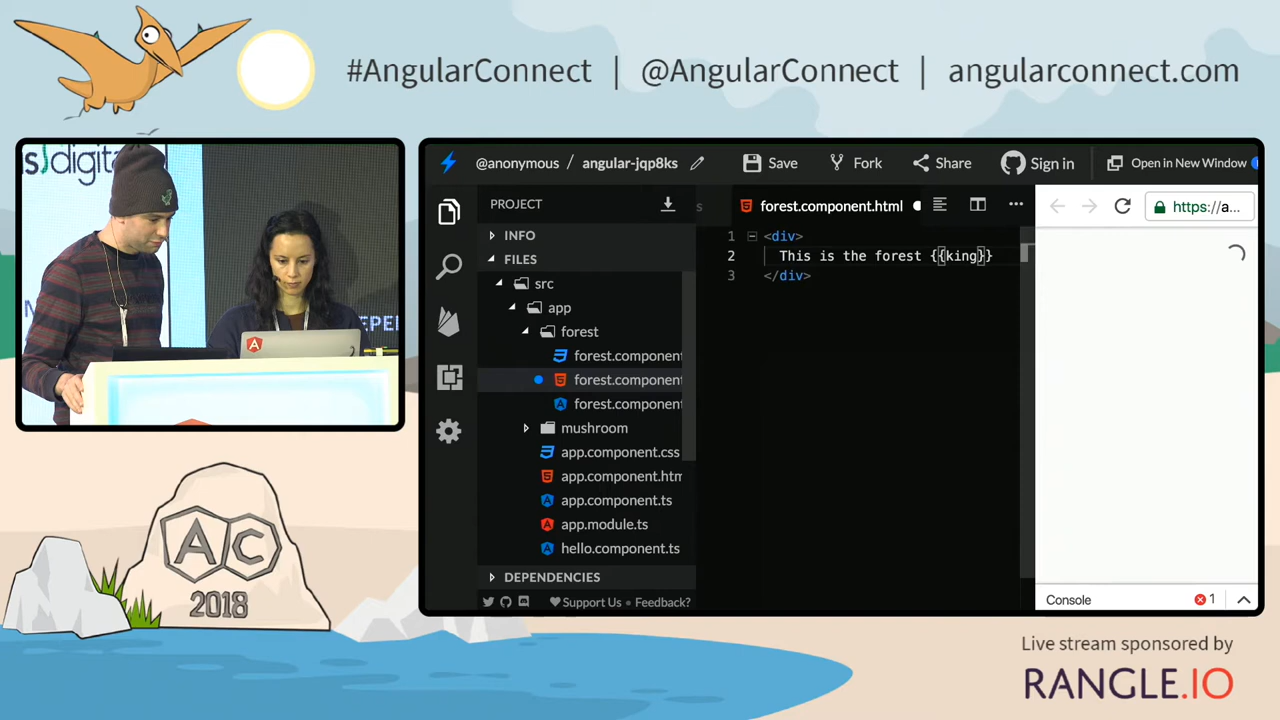 #AngularConnect | @AngularConnect | angularconnect.com
s digital
EPE
A
@anonymous / angular-jqp8ks
Save
Fork
Share
Sign in
Open in New Window
PROJECT
INFO
FILES
src
app
forest
forest.component
forest.component
forest.component
mushroom
app.component.css
app.component.htm
app.component.ts
app.module.ts
hello.component.ts
DEPENDENCIES
Support Us • Feedback?
s
forest.component.html
1 <div>
2 This is the forest {{king}}
3 </div>
https://a...
Console
1
AC
2018
Live stream sponsored by
RANGLE.IO